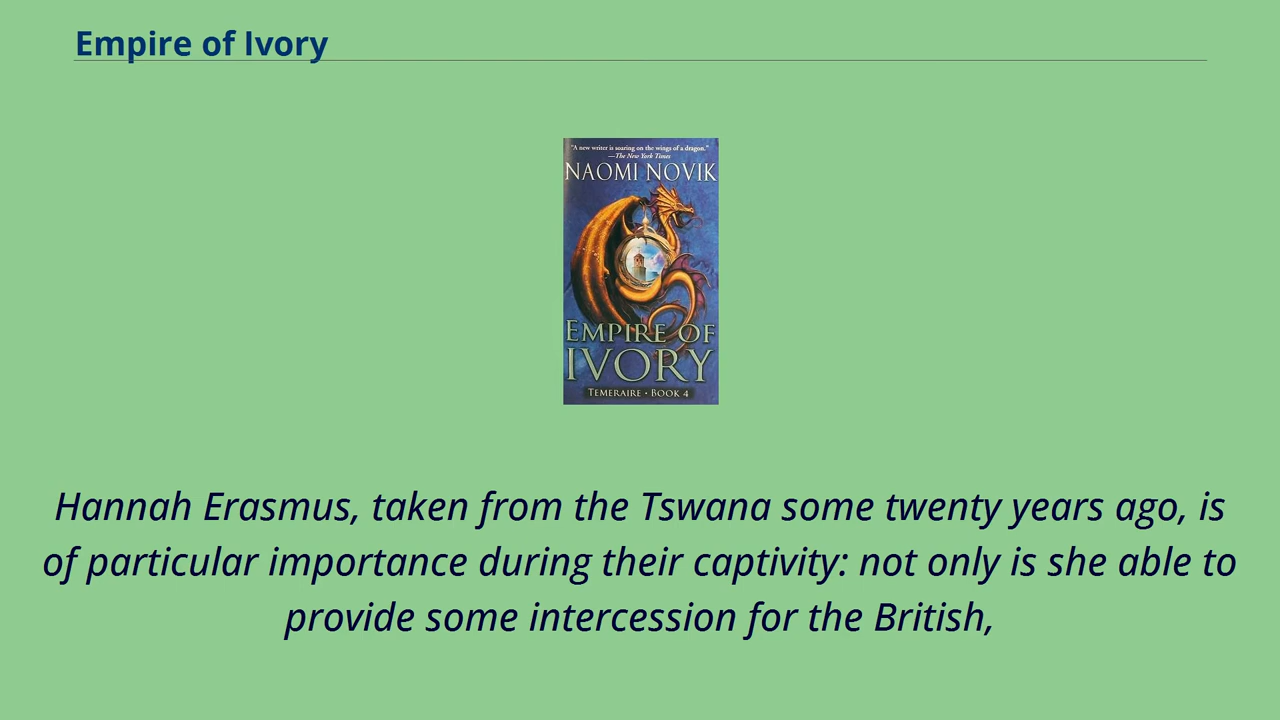 Empire of Ivory
"A new writer is soaring on the wings of a dragon."
—The New York Times
NAOMI NOVIK
EMPIRE OF
IVORY
TEMERAIRE • BOOK 4
Hannah Erasmus, taken from the Tswana some twenty years ago, is
of particular importance during their captivity: not only is she able to
provide some intercession for the British,